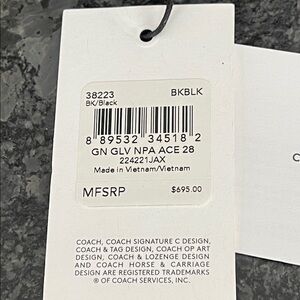 38223 BKBLK
BK/Black
8 89532 34518 2
GN GLV NPA ACE 28
224221JAX
Made in Vietnam/Vietnam
MFSRP $695.00
COACH, COACH SIGNATURE C DESIGN,
COACH & TAG DESIGN, COACH OP ART
DESIGN, COACH & LOZENGE DESIGN
AND COACH HORSE & CARRIAGE
DESIGN ARE REGISTERED TRADEMARKS
® OF COACH SERVICES, INC.
C